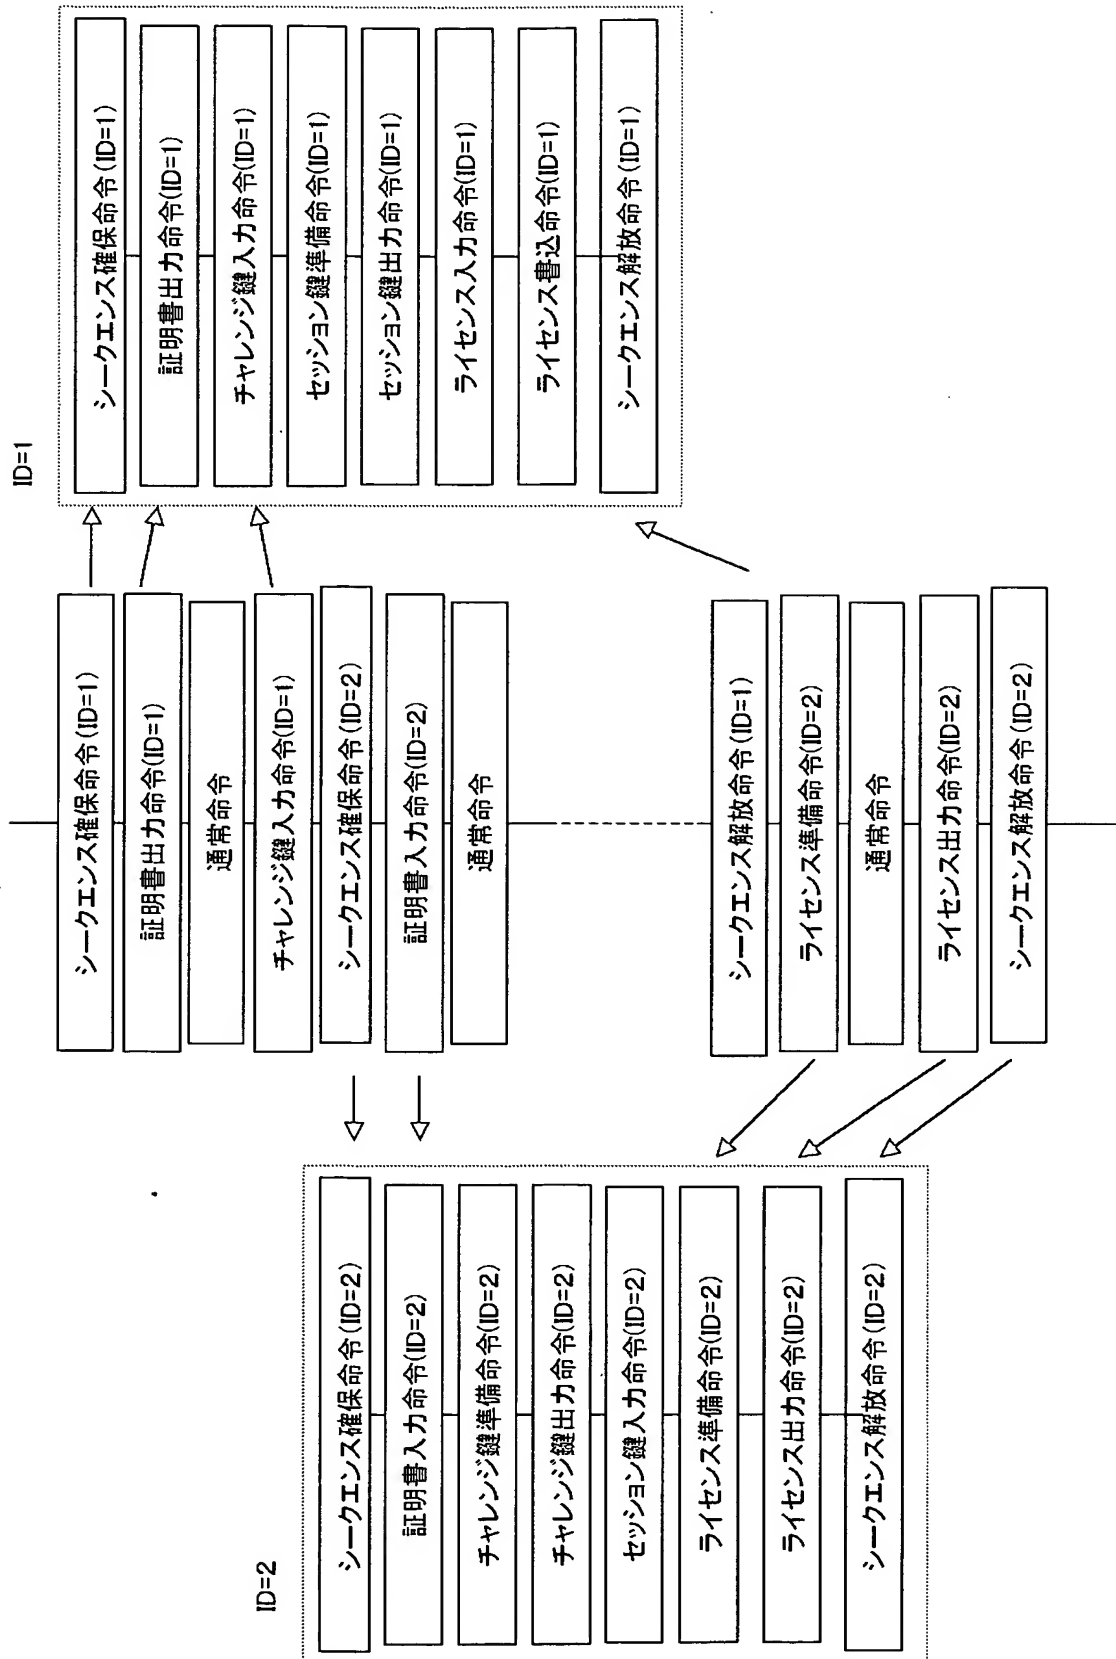 ID=1
シークエンス確保命令(ID=1)
証明書出力命令(ID=1)
チャレンジ鍵入力命令(ID=1)
セッション鍵準備命令(ID=1)
セッション鍵出力命令(ID=1)
ライセンス入力命令(ID=1)
ライセンス書込命令(ID=1)
シークエンス解放命令(ID=1)
シークエンス確保命令(ID=1)
証明書出力命令(ID=1)
通常命令
チャレンジ鍵入力命令(ID=1)
シークエンス確保命令(ID=2)
証明書入力命令(ID=2)
通常命令
シークエンス解放命令(ID=1)
ライセンス準備命令(ID=2)
通常命令
ライセンス出力命令(ID=2)
シークエンス解放命令(ID=2)
ID=2
シークエンス確保命令(ID=2)
証明書入力命令(ID=2)
チャレンジ鍵準備命令(ID=2)
チャレンジ鍵出力命令(ID=2)
セッション鍵入力命令(ID=2)
ライセンス準備命令(ID=2)
ライセンス出力命令(ID=2)
シークエンス解放命令(ID=2)